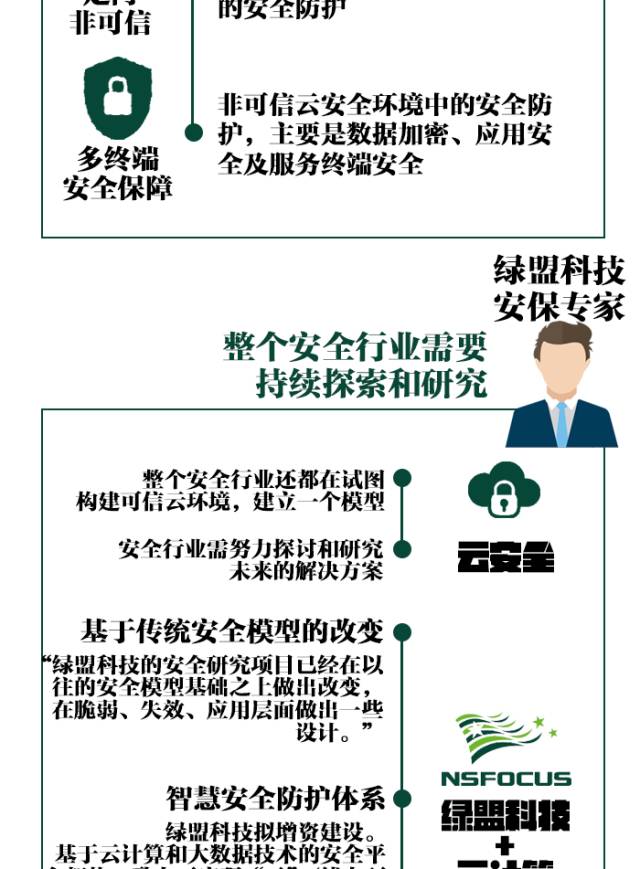 非可信
的安全防护
非可信云安全环境中的安全防
护，主要是数据加密、应用安
全及服务终端安全
多终端
安全保障
绿盟科技
安保专家
整个安全行业需要
持续探索和研究
整个安全行业还都在试图
构建可信云环境，建立一个模型
安全行业需努力探讨和研究
未来的解决方案
云安全
基于传统安全模型的改变
“绿盟科技的安全研究项目已经在以
往的安全模型基础之上做出改变，
在脆弱、失效、应用层面做出一些
设计。”
NSFOCUS
绿盟科技
+
智慧安全防护体系
绿盟科技拟增资建设。
基于云计算和大数据技术的安全平